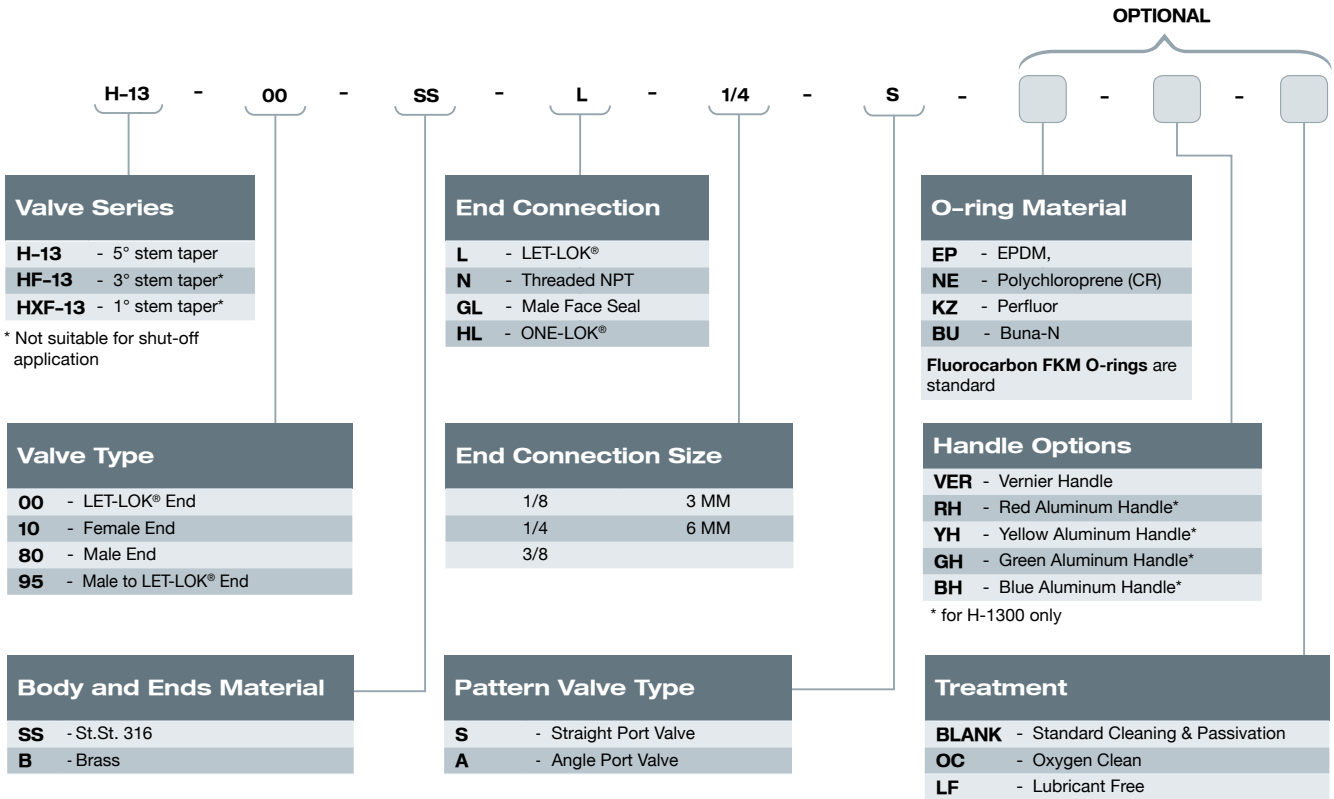 OPTIONAL
H-13 - 00 - SS - L - 1/4 - S - - -
Valve Series
H-13 - 5° stem taper
HF-13 - 3° stem taper*
HXF-13 - 1° stem taper*
* Not suitable for shut-off
application
End Connection
L - LET-LOK®
N - Threaded NPT
GL - Male Face Seal
HL - ONE-LOK®
O-ring Material
EP - EPDM,
NE - Polychloroprene (CR)
KZ - Perfluor
BU - Buna-N
Fluorocarbon FKM O-rings are
standard
Valve Type
00 - LET-LOK® End
10 - Female End
80 - Male End
95 - Male to LET-LOK® End
End Connection Size
1/8 3 MM
1/4 6 MM
3/8
Handle Options
VER - Vernier Handle
RH - Red Aluminum Handle*
YH - Yellow Aluminum Handle*
GH - Green Aluminum Handle*
BH - Blue Aluminum Handle*
* for H-1300 only
Body and Ends Material
SS - St.St. 316
B - Brass
Pattern Valve Type
S - Straight Port Valve
A - Angle Port Valve
Treatment
BLANK - Standard Cleaning & Passivation
OC - Oxygen Clean
LF - Lubricant Free